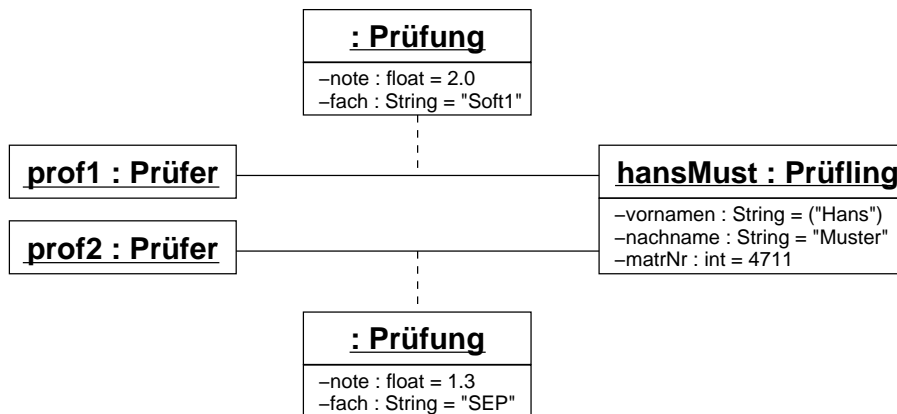 : Prüfung
–note : float = 2.0
–fach : String = "Soft1"
prof1 : Prüfer
hansMust : Prüfling
–vornamen : String = ("Hans")
–nachname : String = "Muster"
–matrNr : int = 4711
prof2 : Prüfer
: Prüfung
–note : float = 1.3
–fach : String = "SEP"